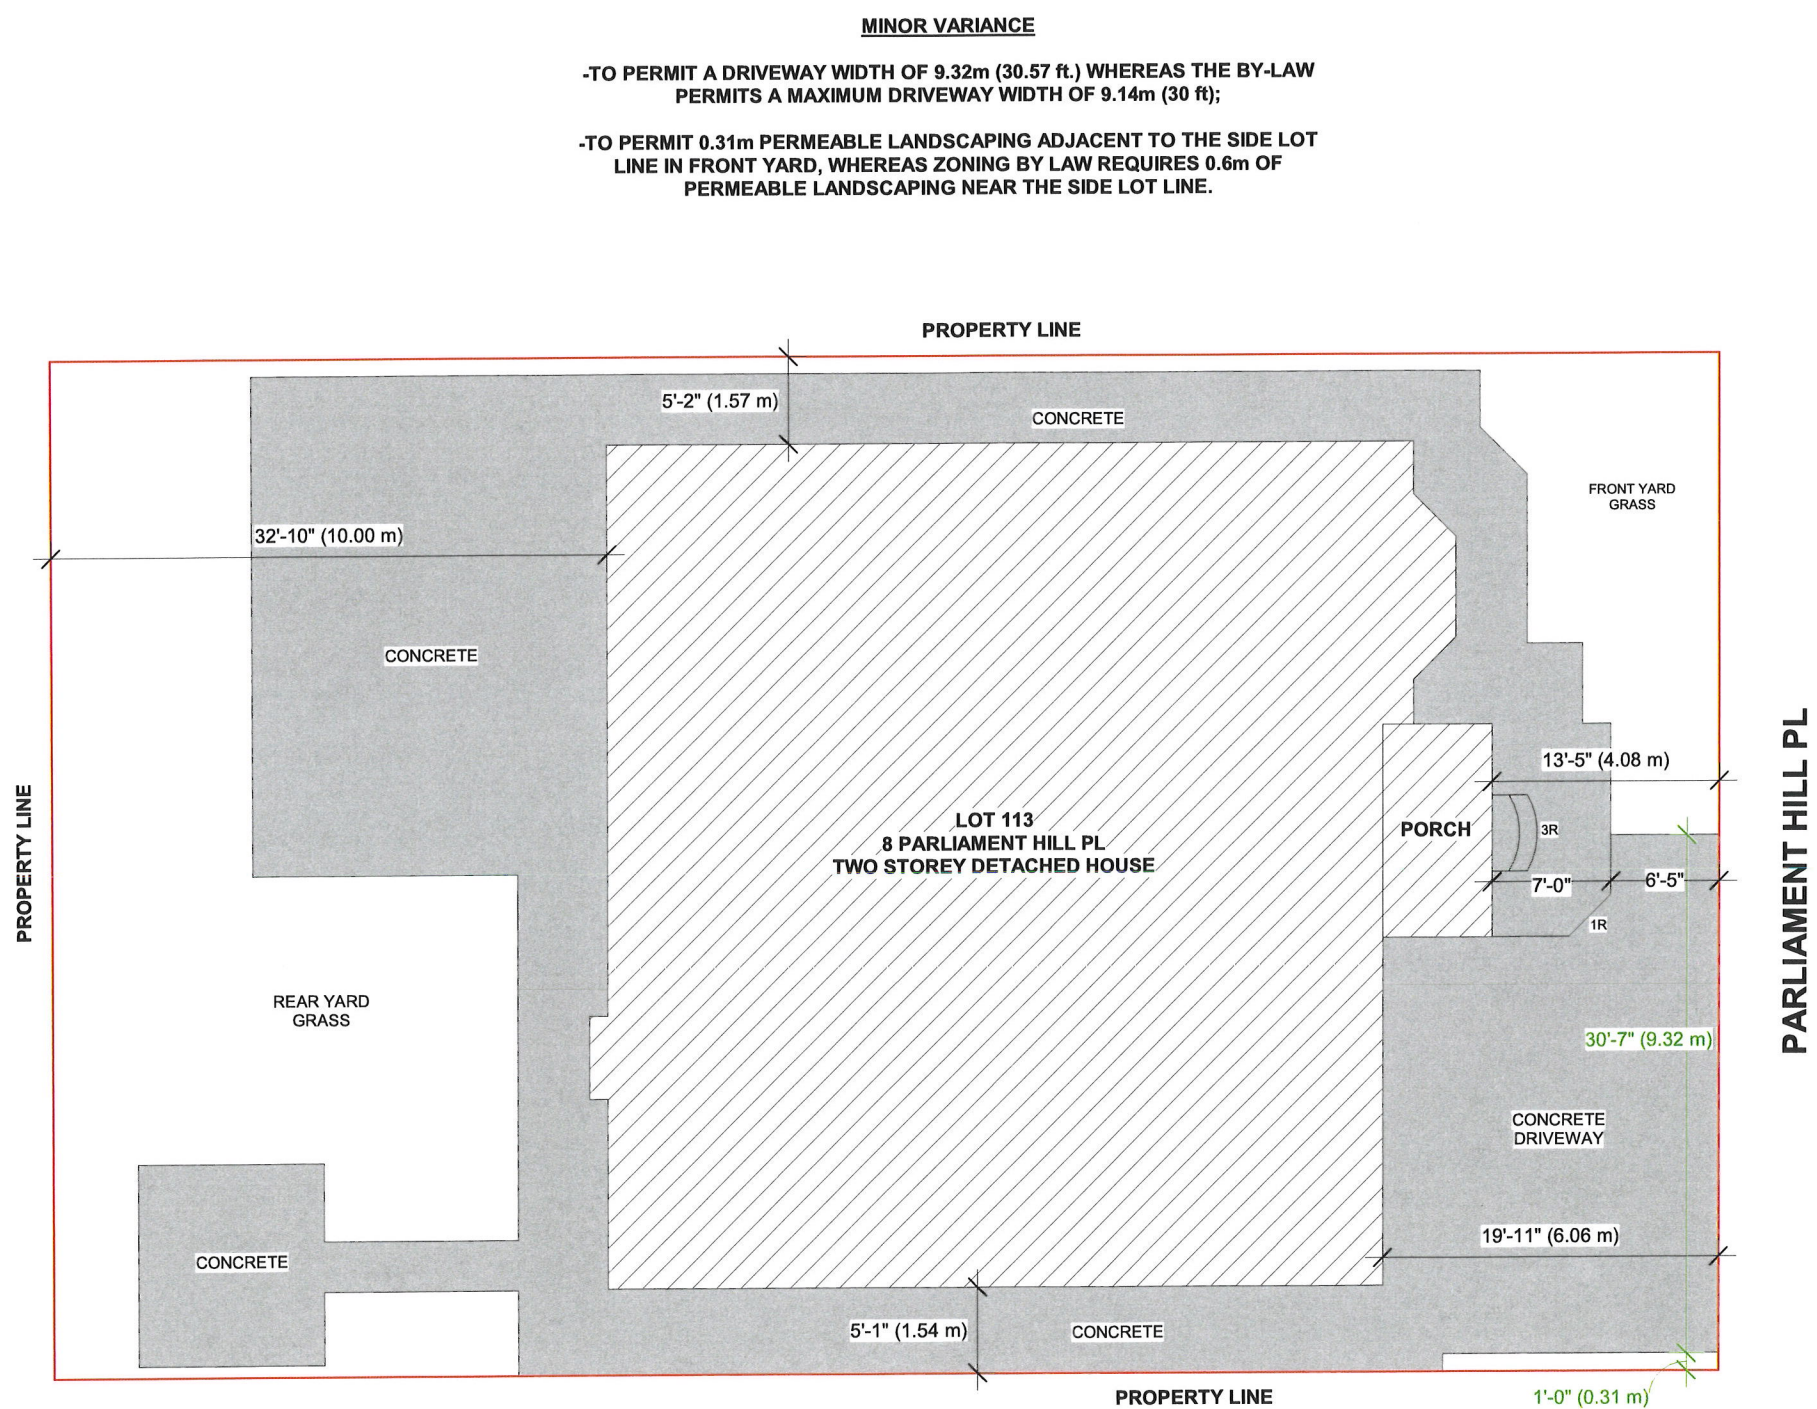 MINOR VARIANCE
-TO PERMIT A DRIVEWAY WIDTH OF 9.32m (30.57 ft.) WHEREAS THE BY-LAW
PERMITS A MAXIMUM DRIVEWAY WIDTH OF 9.14m (30 ft);
-TO PERMIT 0.31m PERMEABLE LANDSCAPING ADJACENT TO THE SIDE LOT
LINE IN FRONT YARD, WHEREAS ZONING BY LAW REQUIRES 0.6m OF
PERMEABLE LANDSCAPING NEAR THE SIDE LOT LINE.
PROPERTY LINE
5'-2" (1.57 m)
CONCRETE
FRONT YARD
GRASS
32'-10" (10.00 m)
CONCRETE
13'-5" (4.08 m)
LOT 113
8 PARLIAMENT HILL PL
TWO STOREY DETACHED HOUSE
PORCH
3R
7'-0"
6'-5"
1R
PROPERTY LINE
PARLIAMENT HILL PL
REAR YARD
GRASS
30'-7" (9.32 m)
CONCRETE
DRIVEWAY
19'-11" (6.06 m)
CONCRETE
5'-1" (1.54 m)
CONCRETE
PROPERTY LINE
1'-0" (0.31 m)